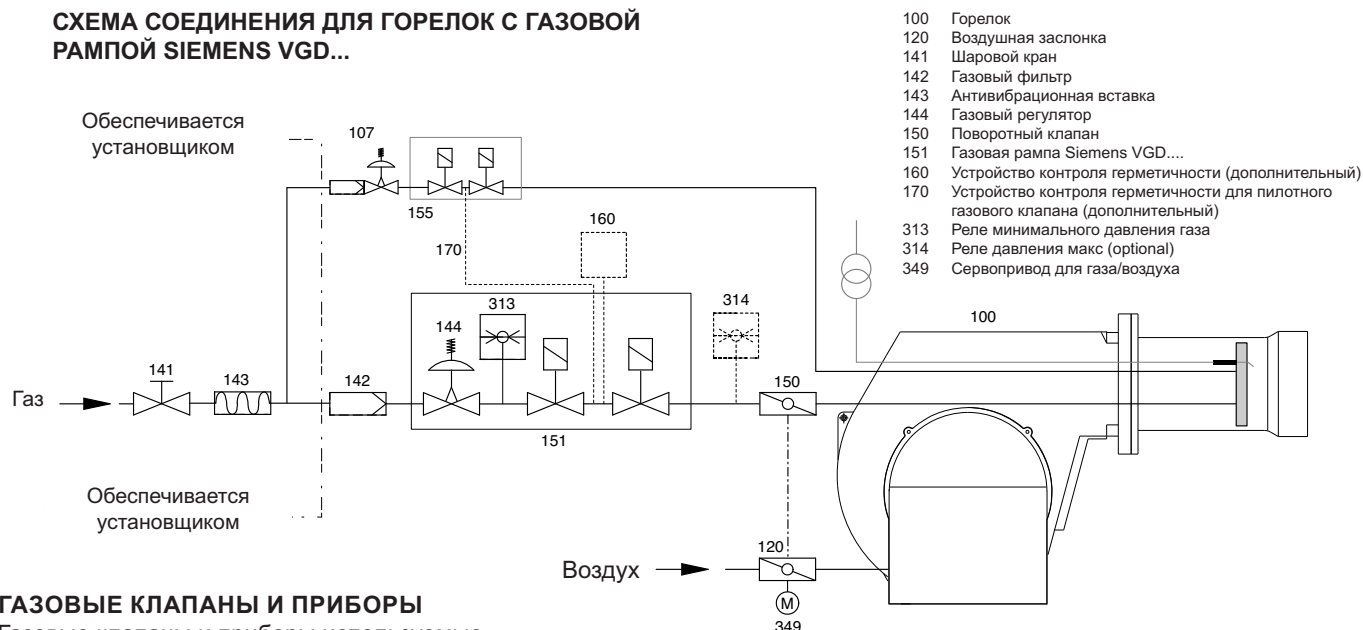 СХЕМА СОЕДИНЕНИЯ ДЛЯ ГОРЕЛОК С ГАЗОВОЙ
РАМПОЙ SIEMENS VGD...
100 Горелок
120 Воздушная заслонка
141 Шаровой кран
142 Газовый фильтр
143 Антивибрационная вставка
144 Газовый регулятор
150 Поворотный клапан
151 Газовая рампа Siemens VGD....
160 Устройство контроля герметичности (дополнительный)
170 Устройство контроля герметичности для пилотного
газового клапана (дополнительный)
313 Реле минимального давления газа
314 Реле давления макс (optional)
349 Сервопривод для газа/воздуха
Обеспечивается
установщиком
107
155
160
170
313
314
144
100
141
143
142
150
Газ
151
Обеспечивается
установщиком
120
Воздух
M
349
ГАЗОВЫЕ КЛАПАНЫ И ПРИБОРЫ